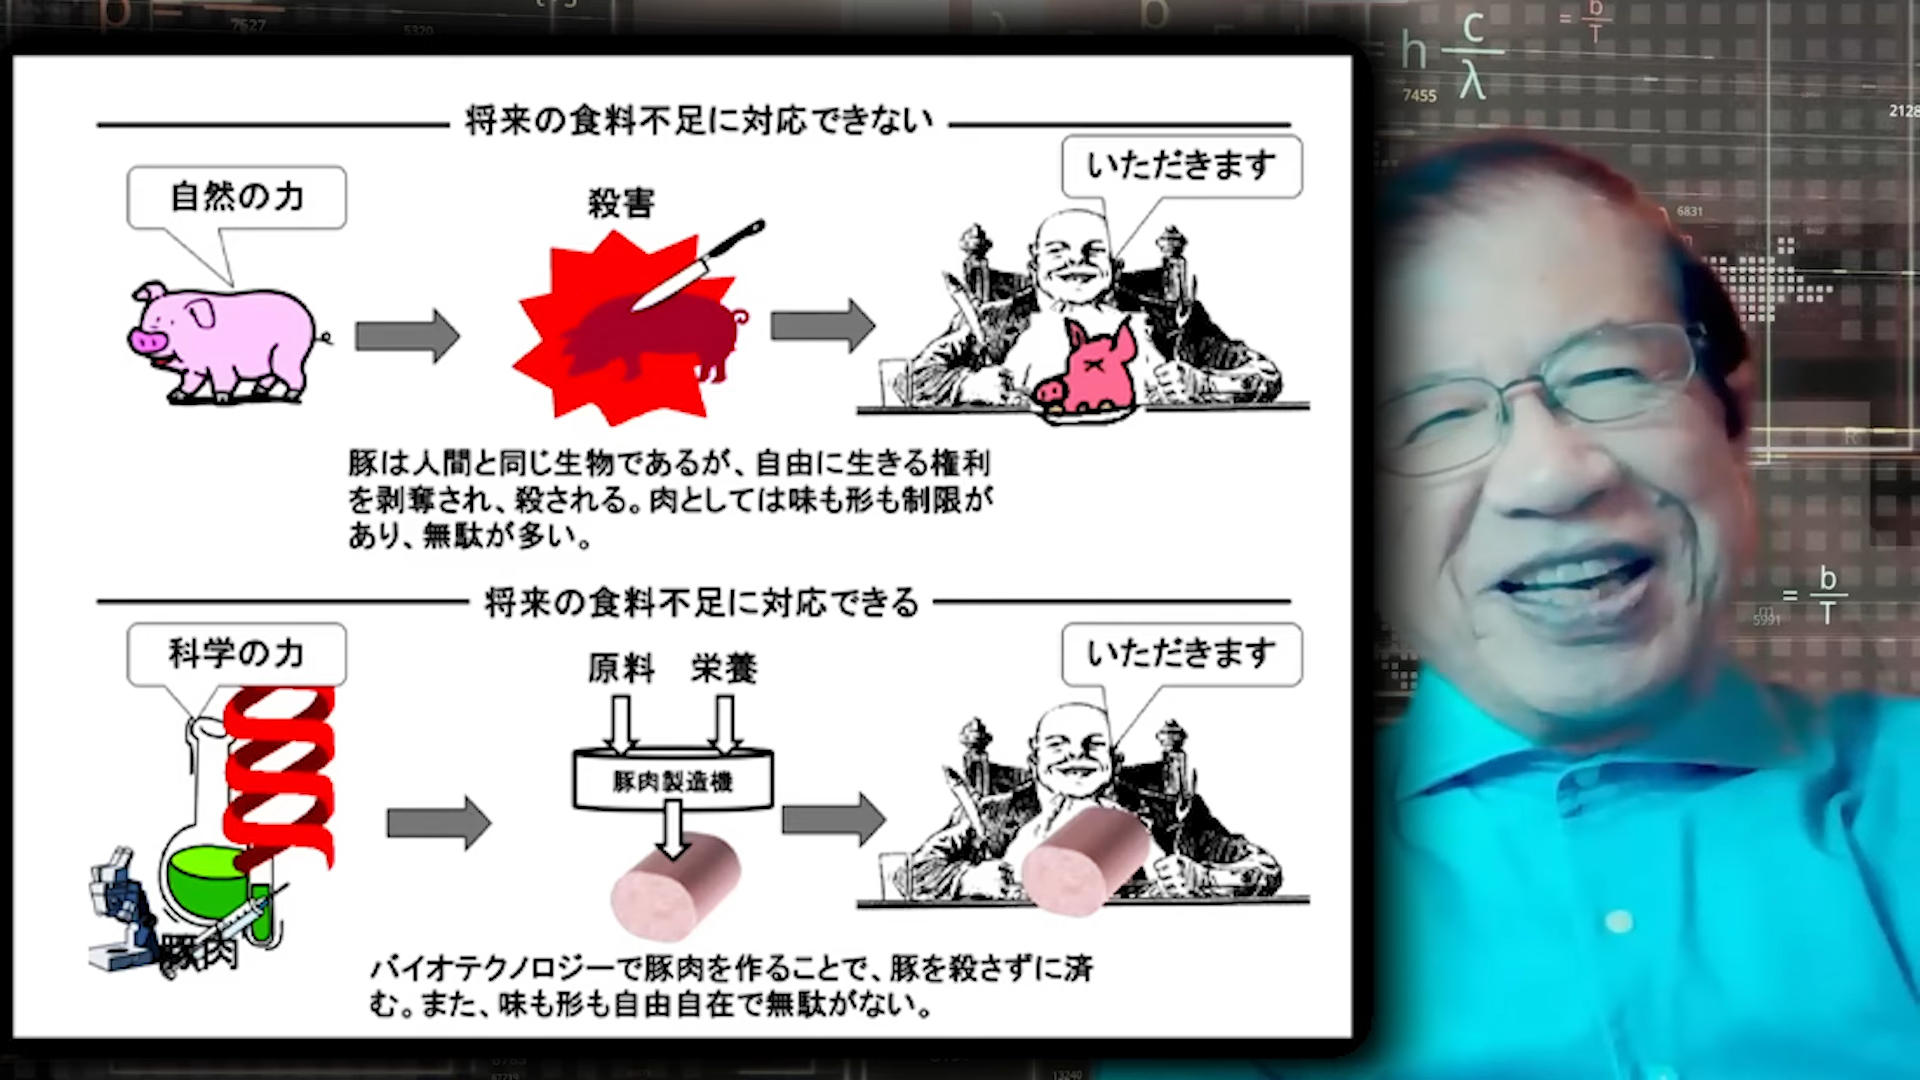 将来の食料不足に対応できない
自然の力
殺害
いただきます
豚は人間と同じ生物であるが、自由に生きる権利
を剥奪され、殺される。肉としては味も形も制限が
あり、無駄が多い。
将来の食料不足に対応できる
科学の力
原料 栄養
いただきます
豚肉製造機
豚肉
バイオテクノロジーで豚肉を作ることで、豚を殺さずに済
む。また、味も形も自由自在で無駄がない。
7527
5320
b
= h c/λ
7455
= b/T
2128
6831
R
= b/T
5991
13240